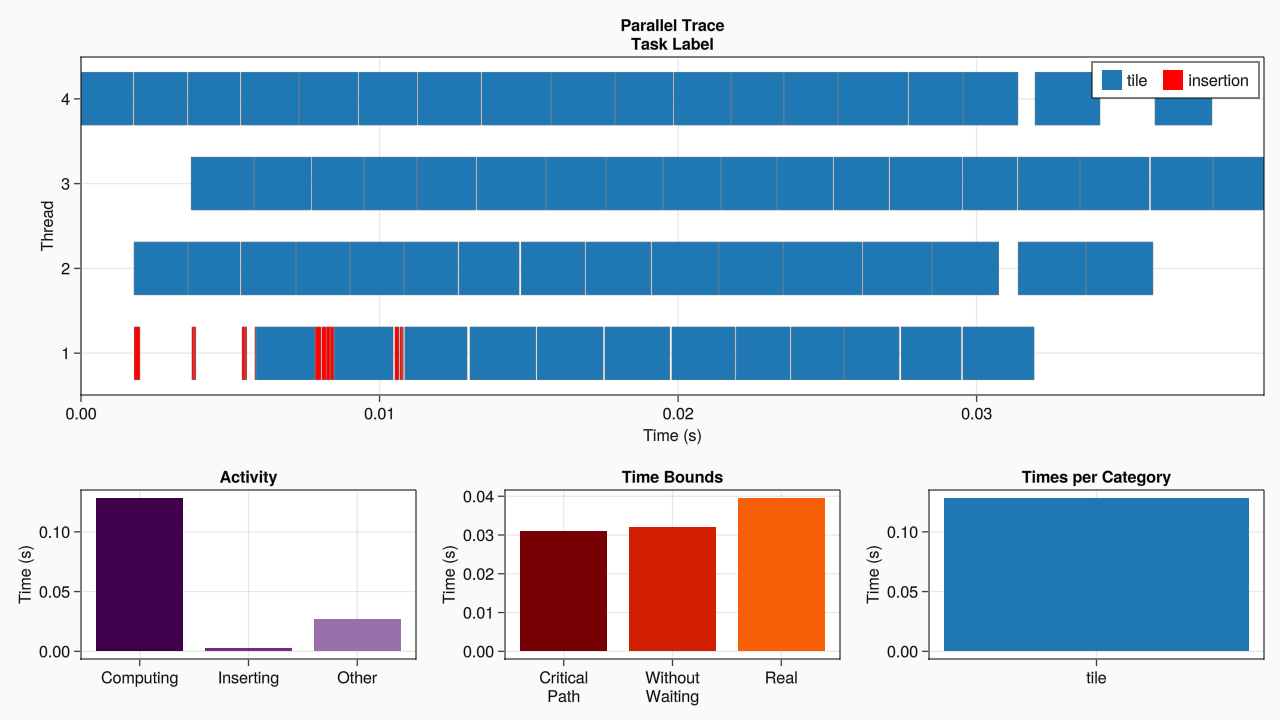 Parallel Trace
Task Label
tile
insertion
Thread
4
3
2
1
0.00
0.01
0.02
0.03
Time (s)
Activity
Time (s)
0.10
0.05
0.00
Computing
Inserting
Other
Time Bounds
Time (s)
0.04
0.03
0.02
0.01
0.00
Critical
Path
Without
Waiting
Real
Times per Category
Time (s)
0.10
0.05
0.00
tile